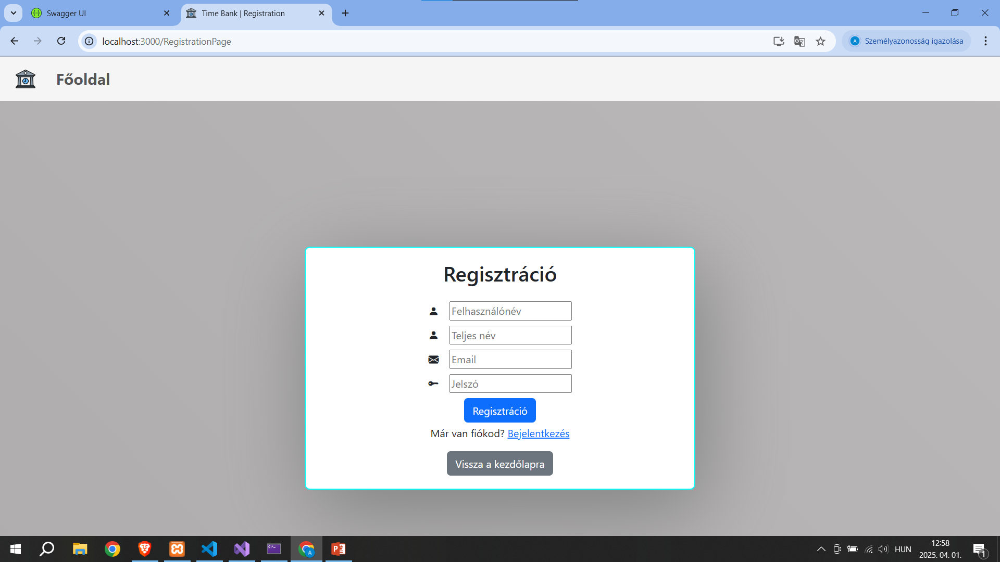 Swagger UI
Time Bank | Registration
localhost:3000/RegistrationPage
A
Személyazonosság igazolása
Főoldal
Regisztráció
Felhasználónév
Teljes név
Email
Jelszó
Regisztráció
Már van fiókod? Bejelentkezés
Vissza a kezdőlapra
HUN
12:58
2025. 04. 01.
1